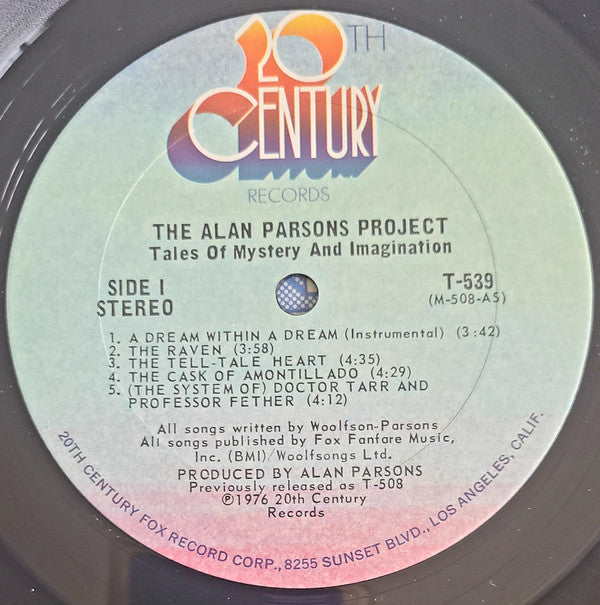 20TH
CENTURY
RECORDS
THE ALAN PARSONS PROJECT
Tales Of Mystery And Imagination
SIDE I
STEREO
T-539
(M-508-AS)
1. A DREAM WITHIN A DREAM (Instrumental) (3:42)
2. THE RAVEN (3:58)
3. THE TELL-TALE HEART (4:35)
4. THE CASK OF AMONTILLADO (4:29)
5. (THE SYSTEM OF) DOCTOR TARR AND
PROFESSOR FETHER (4:12)
All songs written by Woolfson-Parsons
All songs published by Fox Fanfare Music,
Inc. (BMI)/Woolfsongs Ltd.
PRODUCED BY ALAN PARSONS
Previously released as T-508
℗1976 20th Century
Records
20TH CENTURY FOX RECORD CORP., 8255 SUNSET BLVD., LOS ANGELES, CALIF.